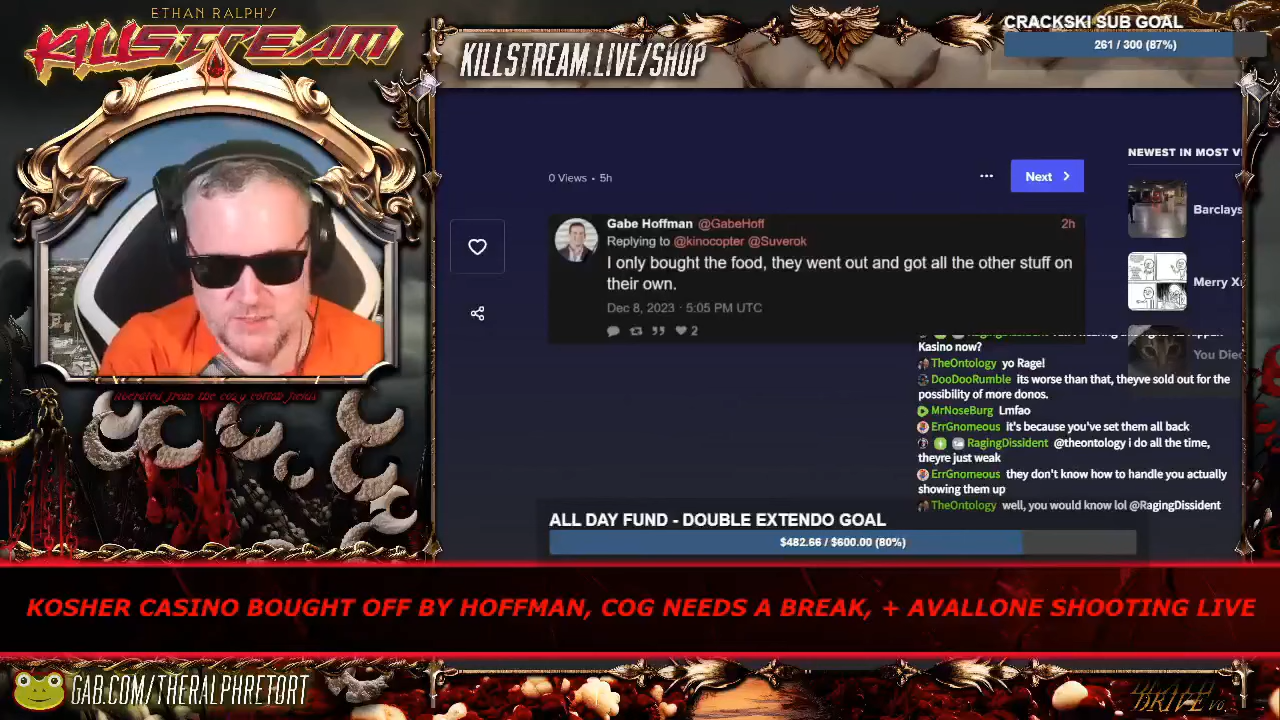 ETHAN RALPH'S
KILLSTREAM
KILLSTREAM.LIVE/SHOP
CRACKSKI SUB GOAL
261 / 300 (87%)
0 Views • 5h
Next
NEWEST IN MOST V
Barclays
Merry X
You Died
Gabe Hoffman @GabeHoff
2h
Replying to @kinocopter @Suverok
I only bought the food, they went out and got all the other stuff on
their own.
Dec 8, 2023 · 5:05 PM UTC
2
Kasino now?
TheOntology yo Rage!
DooDooRumble its worse than that, theyve sold out for the
possibility of more donos.
MrNoseBurg Lmfao
ErrGnomeous It's because you've set them all back
RagingDissident @theontology i do all the time,
theyre just weak
ErrGnomeous they don't know how to handle you actually
showing them up
TheOntology well, you would know lol @RagingDissident
ALL DAY FUND - DOUBLE EXTENDO GOAL
$482.66 / $600.00 (80%)
KOSHER CASINO BOUGHT OFF BY HOFFMAN, COG NEEDS A BREAK, + AVALLONE SHOOTING LIVE
GAB.COM/THERALPHRETORT